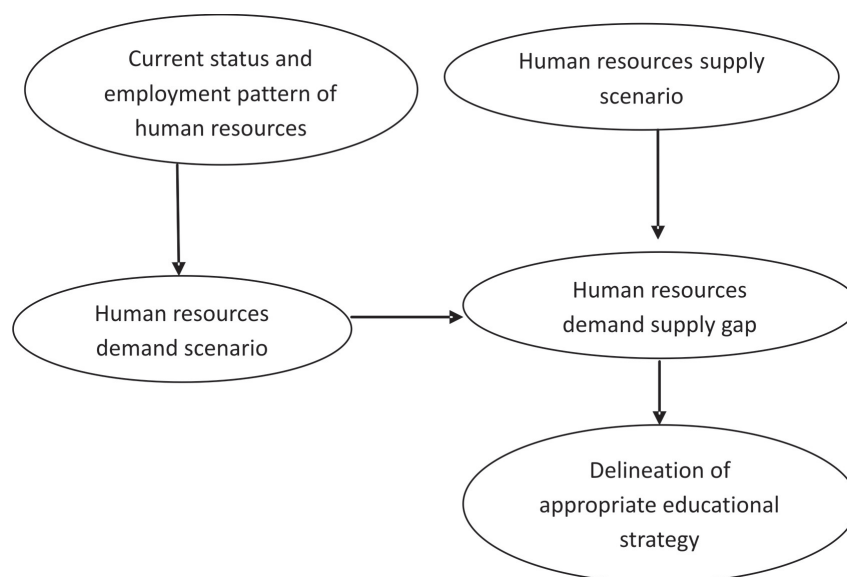 Current status and
employment pattern of
human resources
Human resources supply
scenario
Human resources
demand scenario
Human resources
demand supply gap
Delineation of
appropriate educational
strategy